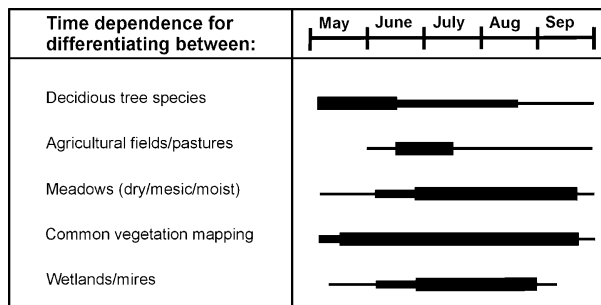 Time dependence for
differentiating between:
May June July Aug Sep
Decidious tree species
Agricultural fields/pastures
Meadows (dry/mesic/moist)
Common vegetation mapping
Wetlands/mires